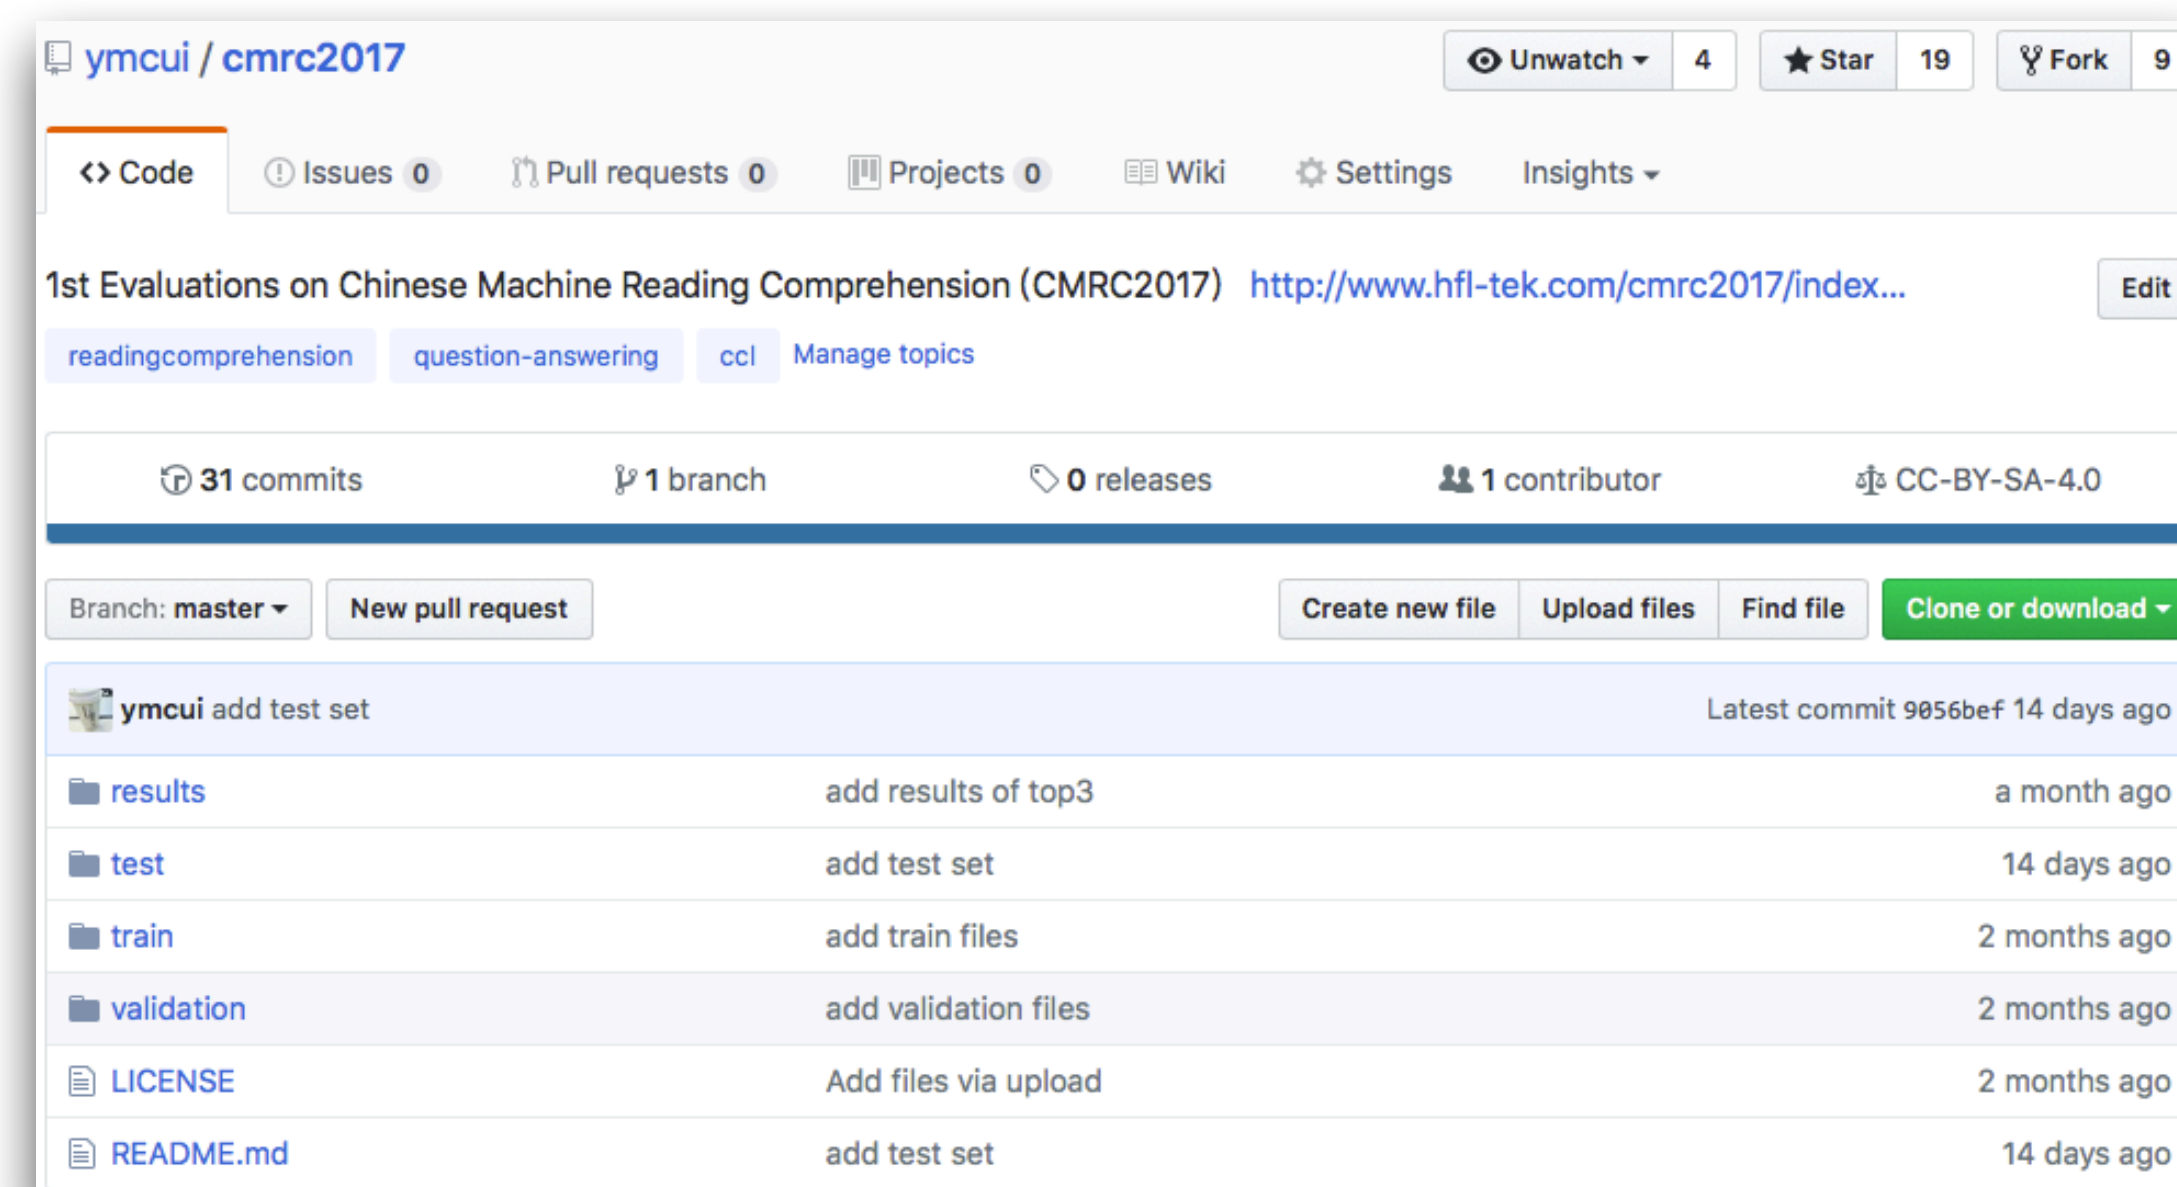 ymcui / cmrc2017 Unwatch 4 Star 19 Fork 9
Code Issues 0 Pull requests 0 Projects 0 Wiki Settings Insights
1st Evaluations on Chinese Machine Reading Comprehension (CMRC2017) http://www.hfl-tek.com/cmrc2017/index... Edit
readingcomprehension question-answering ccl Manage topics
31 commits 1 branch 0 releases 1 contributor CC-BY-SA-4.0
Branch: master New pull request Create new file Upload files Find file Clone or download
ymcui add test set Latest commit 9056bef 14 days ago
results add results of top3 a month ago
test add test set 14 days ago
train add train files 2 months ago
validation add validation files 2 months ago
LICENSE Add files via upload 2 months ago
README.md add test set 14 days ago